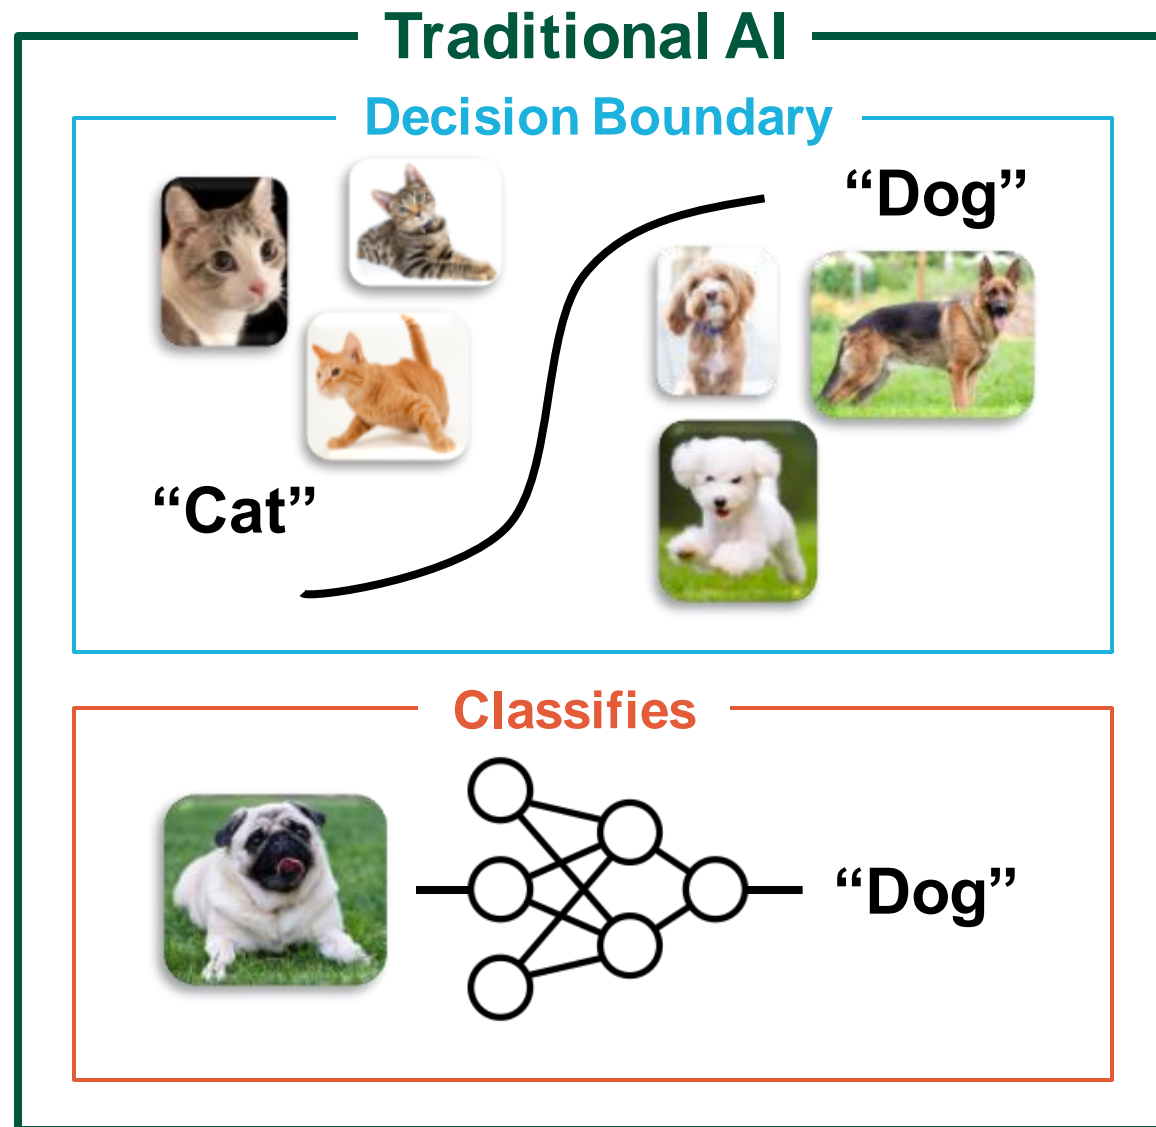 Traditional AI
Decision Boundary
“Dog”
“Cat”
Classifies
“Dog”